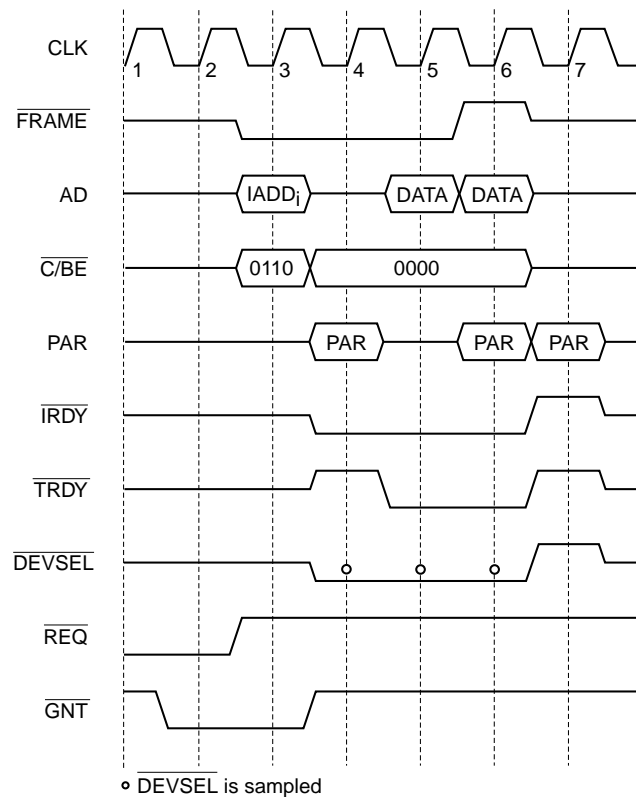 CLK
1 2 3 4 5 6 7
FRAME
AD IADDi DATA DATA
C/BE 0110 0000
PAR PAR PAR PAR
IRDY
TRDY
DEVSEL
REQ
GNT
DEVSEL is sampled